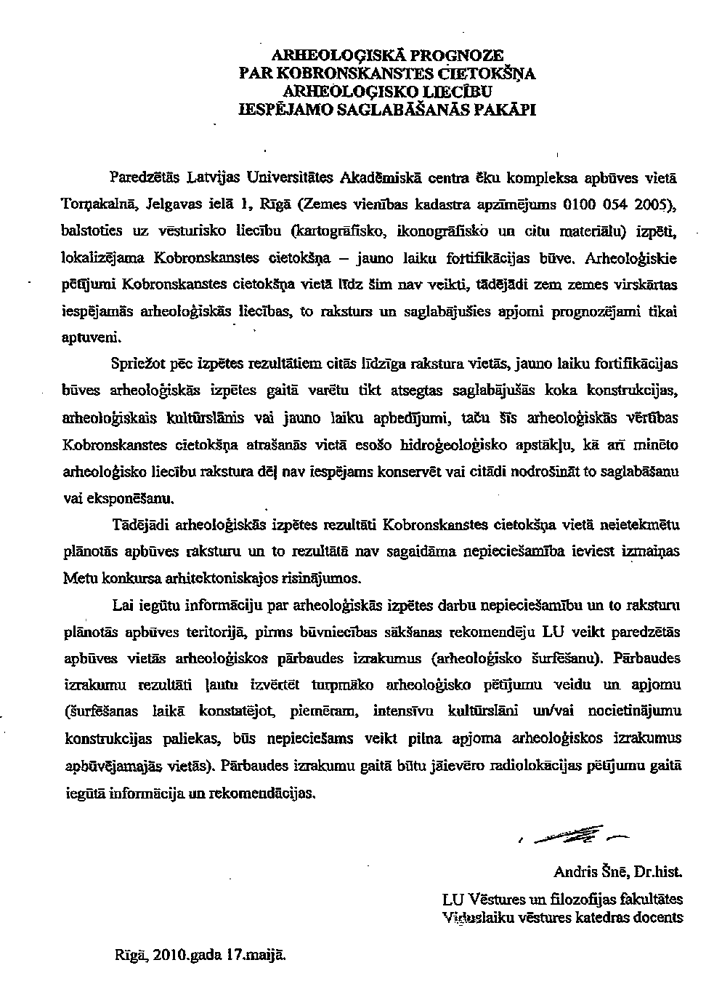 ARHEOLOĢISKĀ PROGNOZE
PAR KOBRONSKANSTES CIETOKŠŅA
ARHEOLOĢISKO LIECĪBU
IESPĒJAMO SAGLABĀŠANĀS PAKĀPI
Paredzētās Latvijas Universitātes Akadēmiskā centra ēku kompleksa apbūves vietā
Torņakalnā, Jelgavas ielā 1, Rīgā (Zemes vienības kadastra apzīmējums 0100 054 2005),
balstoties uz vēsturisko liecību (kartogrāfisko, ikonogrāfisko un citu materiālu) izpēti,
lokalizējama Kobronskanstes cietokšņa – jauno laiku fortifikācijas būve. Arheoloģiskie
pētījumi Kobronskanstes cietokšņa vietā līdz šim nav veikti, tādējādi zem zemes virskārtas
iespējamās arheoloģiskās liecības, to raksturs un saglabājušies apjomi prognozējami tikai
aptuveni.
Spriežot pēc izpētes rezultātiem citās līdzīga rakstura vietās, jauno laiku fortifikācijas
būves arheoloģiskās izpētes gaitā varētu tikt atsegtas saglabājušās koka konstrukcijas,
arheoloģiskais kultūrslānis vai jauno laiku apbedījumi, taču šīs arheoloģiskās vērtības
Kobronskanstes cietokšņa atrašanās vietā esošo hidroģeoloģisko apstākļu, kā arī minēto
arheoloģisko liecību rakstura dēļ nav iespējams konservēt vai citādi nodrošināt to saglabāšanu
vai eksponēšanu.
Tādējādi arheoloģiskās izpētes rezultāti Kobronskanstes cietokšņa vietā neietekmētu
plānotās apbūves raksturu un to rezultātā nav sagaidāma nepieciešamība ieviest izmaiņas
Metu konkursa arhitektoniskajos risinājumos.
Lai iegūtu informāciju par arheoloģiskās izpētes darbu nepieciešamību un to raksturu
plānotās apbūves teritorijā, pirms būvniecības sākšanas rekomendēju LU veikt paredzētās
apbūves vietās arheoloģiskos pārbaudes izrakumus (arheoloģisko šurfēšanu). Pārbaudes
izrakumu rezultāti ļautu izvērtēt turpmāko arheoloģisko pētījumu veidu un apjomu
(šurfēšanas laikā konstatējot, piemēram, intensīvu kultūrslāni un/vai nocietinājumu
konstrukcijas paliekas, būs nepieciešams veikt pilna apjoma arheoloģiskos izrakumus
apbūvējamajās vietās). Pārbaudes izrakumu gaitā būtu jāievēro radiolokācijas pētījumu gaitā
iegūtā informācija un rekomendācijas.
Andris Šnē, Dr.hist.
LU Vēstures un filozofijas fakultātes
Viduslaiku vēstures katedras docents
Rīgā, 2010.gada 17.maijā.